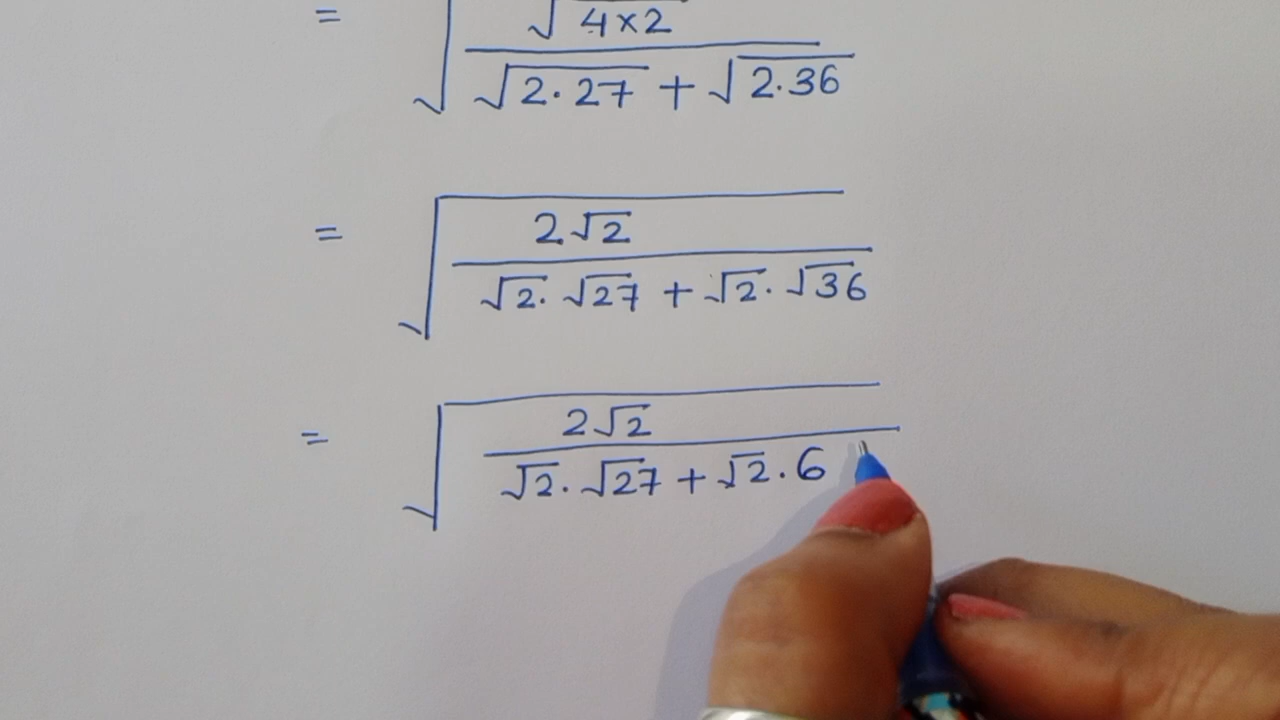 = √(√(4×2) / (√(2·27) + √(2·36)))
= √(2√2 / (√2·√27 + √2·√36))
= √(2√2 / (√2·√27 + √2·6